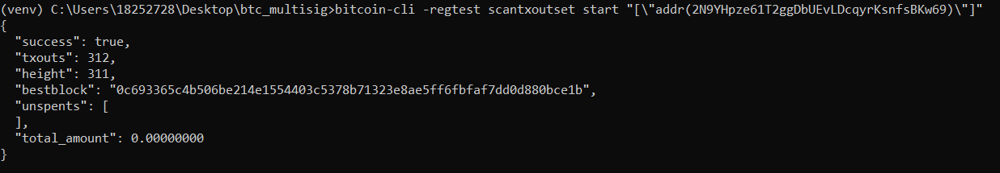 (venv) C:\Users\18252728\Desktop\btc_multisig>bitcoin-cli -regtest scantxoutset start "[\"addr(2N9YHpze61T2ggDbUEvLDcqyrKsnfsBKw69)\"]"
{
  "success": true,
  "txouts": 312,
  "height": 311,
  "bestblock": "0c693365c4b506be214e1554403c5378b71323e8ae5ff6fbfaf7dd0d880bce1b",
  "unspents": [
  ],
  "total_amount": 0.00000000
}